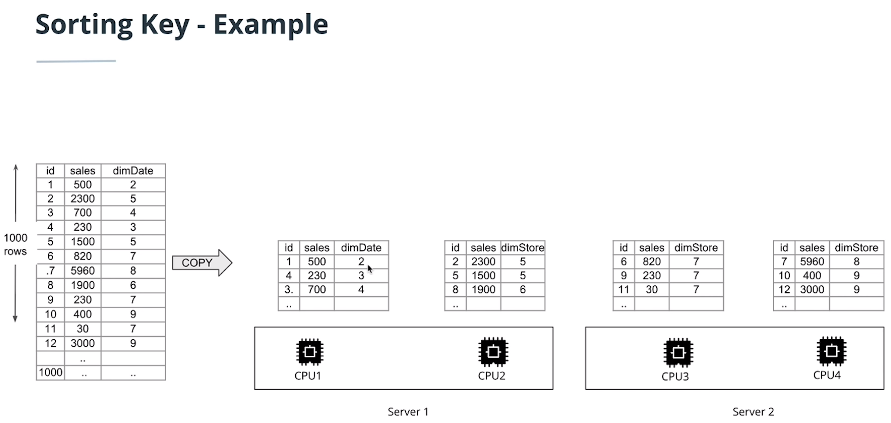 Sorting Key - Example
id sales dimDate
1 500 2
2 2300 5
3 700 4
4 230 3
5 1500 5
6 820 7
.7 5960 8
8 1900 6
9 230 7
10 400 9
11 30 7
12 3000 9
..
1000 .. ..
1000
rows
COPY
id sales dimDate
1 500 2
4 230 3
3. 700 4
..
id sales dimStore
2 2300 5
5 1500 5
8 1900 6
..
id sales dimStore
6 820 7
9 230 7
11 30 7
..
id sales dimStore
7 5960 8
10 400 9
12 3000 9
..
CPU1
CPU2
CPU3
CPU4
Server 1
Server 2